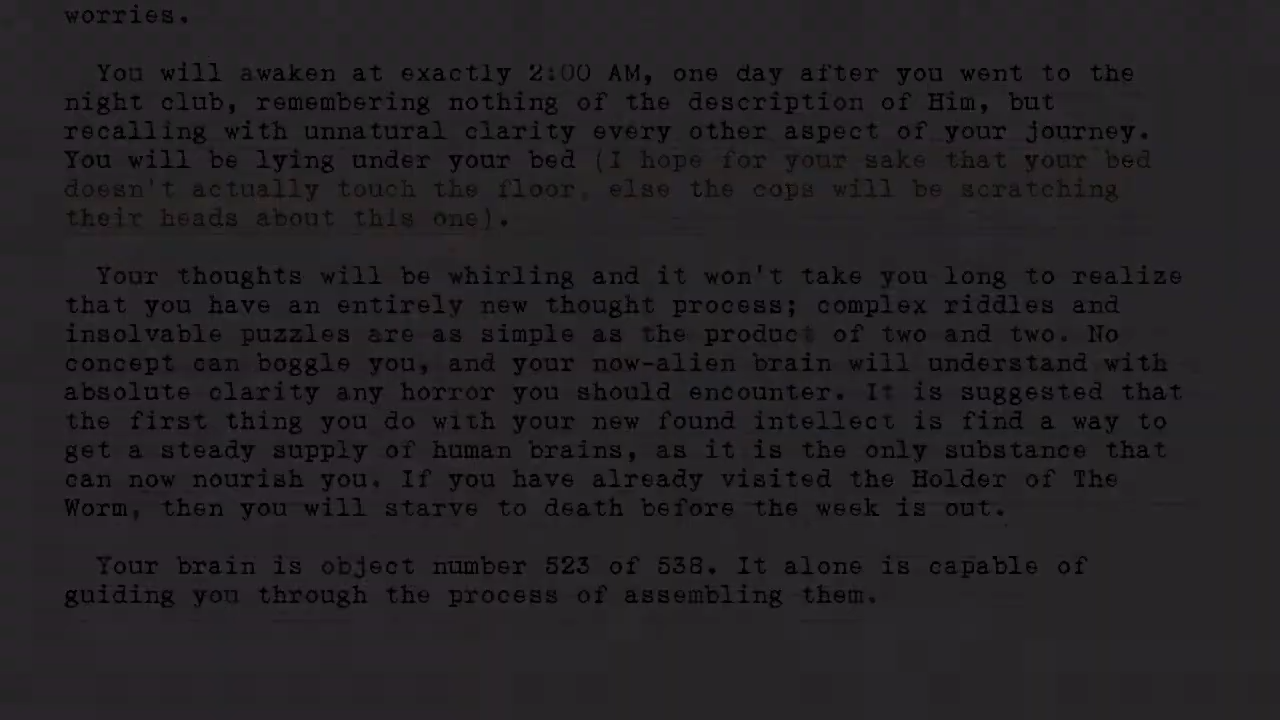 worries.
You will awaken at exactly 2:00 AM, one day after you went to the
night club, remembering nothing of the description of Him, but
recalling with unnatural clarity every other aspect of your journey.
You will be lying under your bed (I hope for your sake that your bed
doesn't actually touch the floor, else the cops will be scratching
their heads about this one).
Your thoughts will be whirling and it won't take you long to realize
that you have an entirely new thought process; complex riddles and
insolvable puzzles are as simple as the product of two and two. No
concept can boggle you, and your now-alien brain will understand with
absolute clarity any horror you should encounter. It is suggested that
the first thing you do with your new found intellect is find a way to
get a steady supply of human brains, as it is the only substance that
can now nourish you. If you have already visited the Holder of The
Worm, then you will starve to death before the week is out.
Your brain is object number 523 of 538. It alone is capable of
guiding you through the process of assembling them.